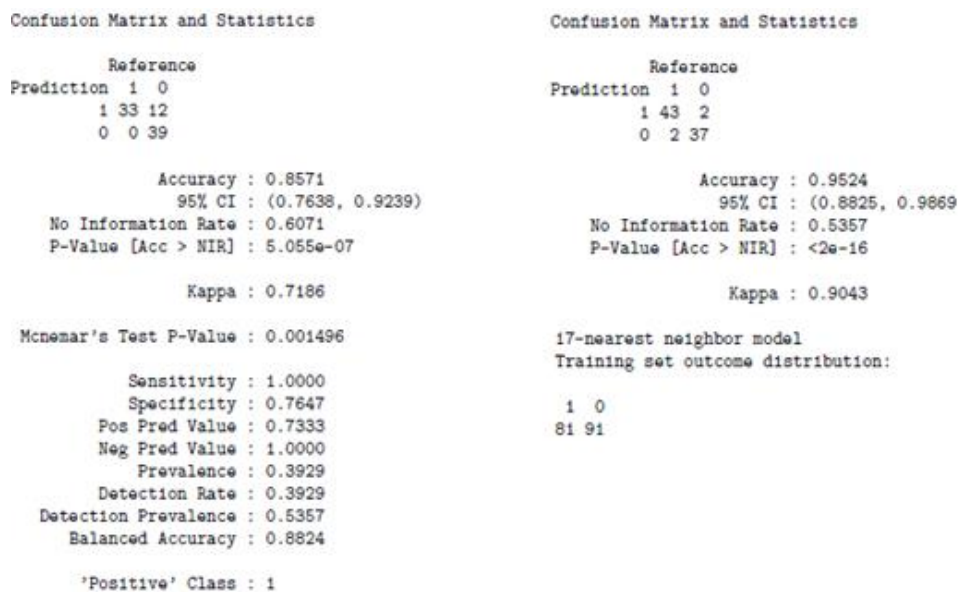 Confusion Matrix and Statistics
Reference
Prediction 1 0
1 33 12
0 0 39
Accuracy : 0.8571
95% CI : (0.7638, 0.9239)
No Information Rate : 0.6071
P-Value [Acc > NIR] : 5.055e-07
Kappa : 0.7186
Mcnemar's Test P-Value : 0.001496
Sensitivity : 1.0000
Specificity : 0.7647
Pos Pred Value : 0.7333
Neg Pred Value : 1.0000
Prevalence : 0.3929
Detection Rate : 0.3929
Detection Prevalence : 0.5357
Balanced Accuracy : 0.8824
'Positive' Class : 1
Confusion Matrix and Statistics
Reference
Prediction 1 0
1 43 2
0 2 37
Accuracy : 0.9524
95% CI : (0.8825, 0.9869
No Information Rate : 0.5357
P-Value [Acc > NIR] : <2e-16
Kappa : 0.9043
17-nearest neighbor model
Training set outcome distribution:
1 0
81 91